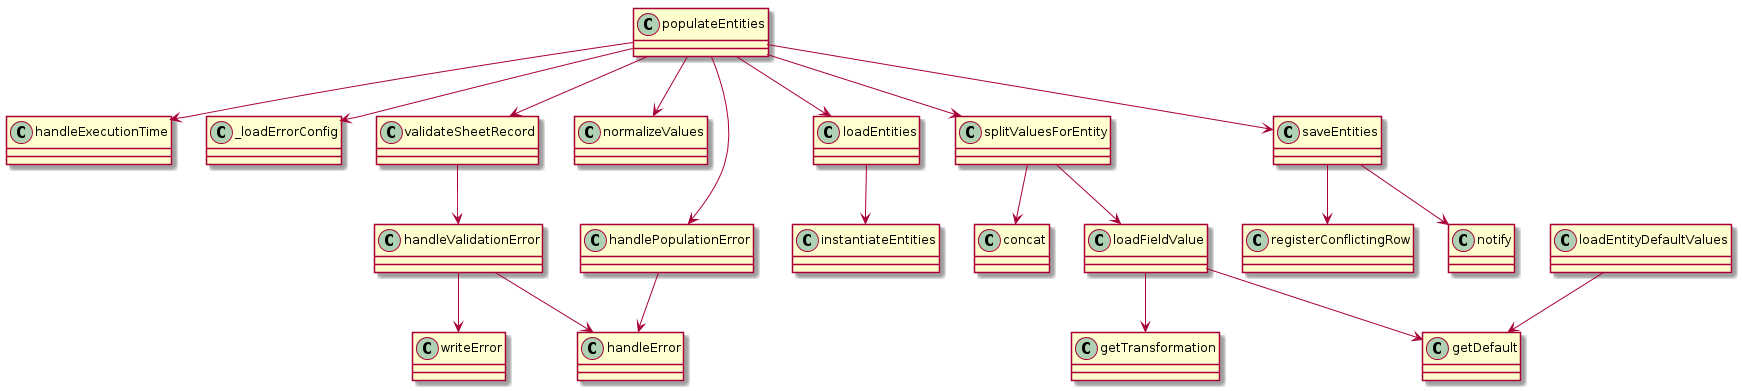 C populateEntities
C handleExecutionTime
C _loadErrorConfig
C validateSheetRecord
C normalizeValues
C loadEntities
C splitValuesForEntity
C saveEntities
C handleValidationError
C handlePopulationError
C instantiateEntities
C concat
C loadFieldValue
C registerConflictingRow
C notify
C loadEntityDefaultValues
C writeError
C handleError
C getTransformation
C getDefault